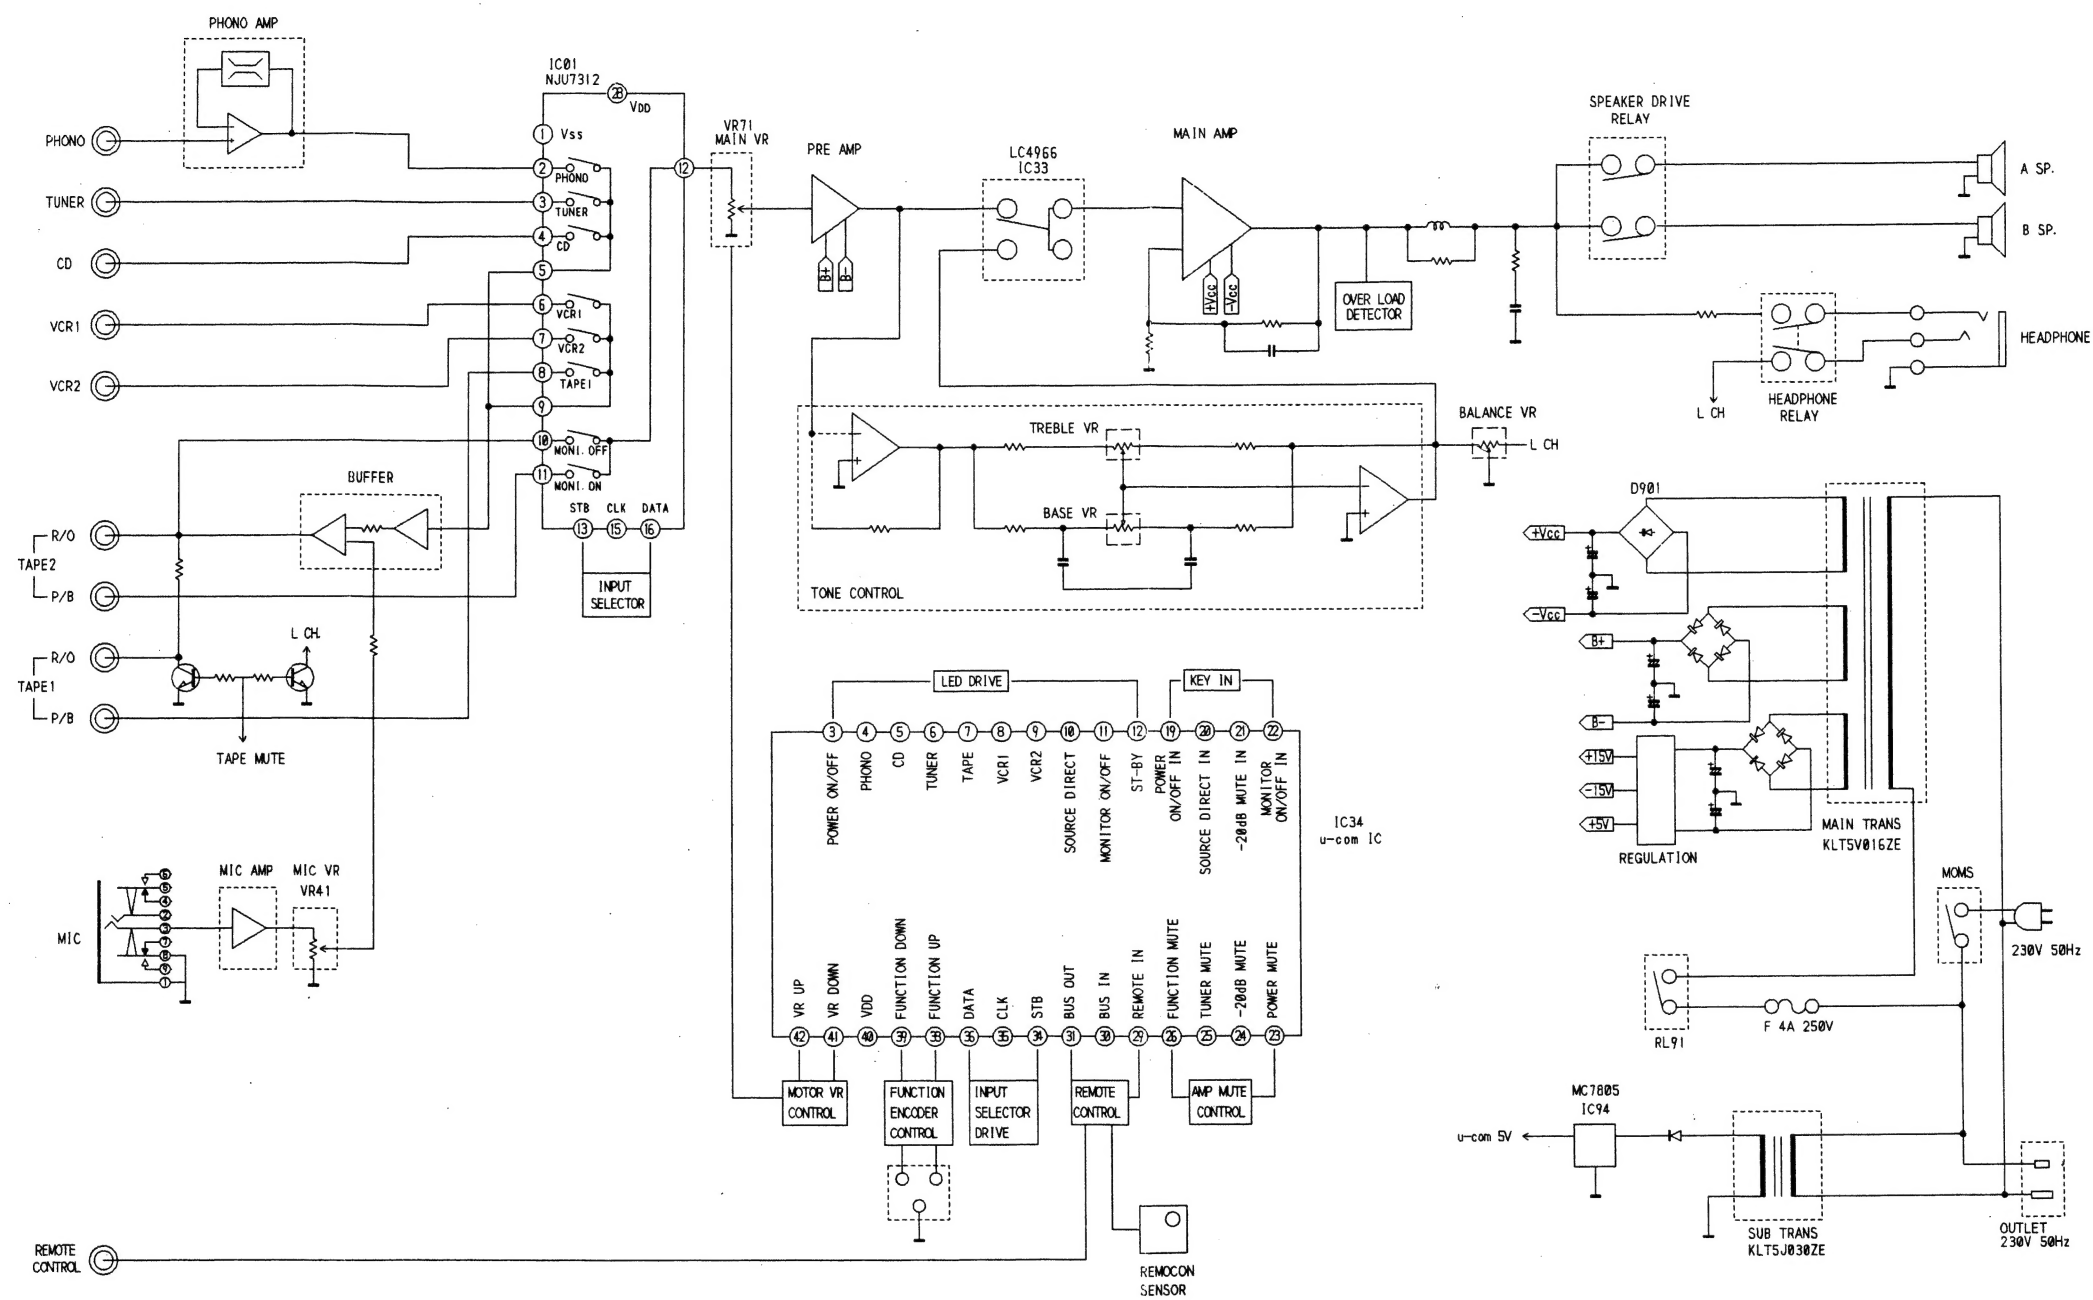 PHONO AMP
PHONO
TUNER
CD
VCR1
VCR2
R/O
TAPE2
P/B
R/O
TAPE1
P/B
L CH.
TAPE MUTE
BUFFER
IC01
NJU7312
28
VDD
1
Vss
2
PHONO
3
TUNER
4
CD
5
6
VCR1
7
VCR2
8
TAPE1
9
10
MONI.OFF
11
MONI.ON
12
STB
CLK
DATA
13
15
16
INPUT
SELECTOR
VR71
MAIN VR
PRE AMP
B+
B-
LC4966
IC33
MAIN AMP
+Vcc
-Vcc
OVER LOAD
DETECTOR
SPEAKER DRIVE
RELAY
A SP.
B SP.
HEADPHONE
L CH
HEADPHONE
RELAY
TREBLE VR
BASE VR
TONE CONTROL
BALANCE VR
L CH
D901
+Vcc
-Vcc
B+
B-
+15V
-15V
+5V
REGULATION
MAIN TRANS
KLT5V016ZE
MOMS
230V 50Hz
RL91
F 4A 250V
MC7805
IC94
u-com 5V
SUB TRANS
KLT5J030ZE
OUTLET
230V 50Hz
MIC
6
5
4
2
3
7
8
9
1
MIC AMP
MIC VR
VR41
LED DRIVE
KEY IN
3
4
5
6
7
8
9
10
11
12
19
20
21
22
POWER ON/OFF
PHONO
CD
TUNER
TAPE
VCR1
VCR2
SOURCE DIRECT
MONITOR ON/OFF
ST-BY
POWER
ON/OFF IN
SOURCE DIRECT IN
-20dB MUTE IN
MONITOR
ON/OFF IN
IC34
u-com IC
VR UP
VR DOWN
VDD
FUNCTION DOWN
FUNCTION UP
DATA
CLK
STB
BUS OUT
BUS IN
REMOTE IN
FUNCTION MUTE
TUNER MUTE
-20dB MUTE
POWER MUTE
42
41
40
39
38
36
35
34
31
30
29
26
25
24
23
MOTOR VR
CONTROL
FUNCTION
ENCODER
CONTROL
INPUT
SELECTOR
DRIVE
REMOTE
CONTROL
AMP MUTE
CONTROL
REMOCON
SENSOR
REMOTE
CONTROL